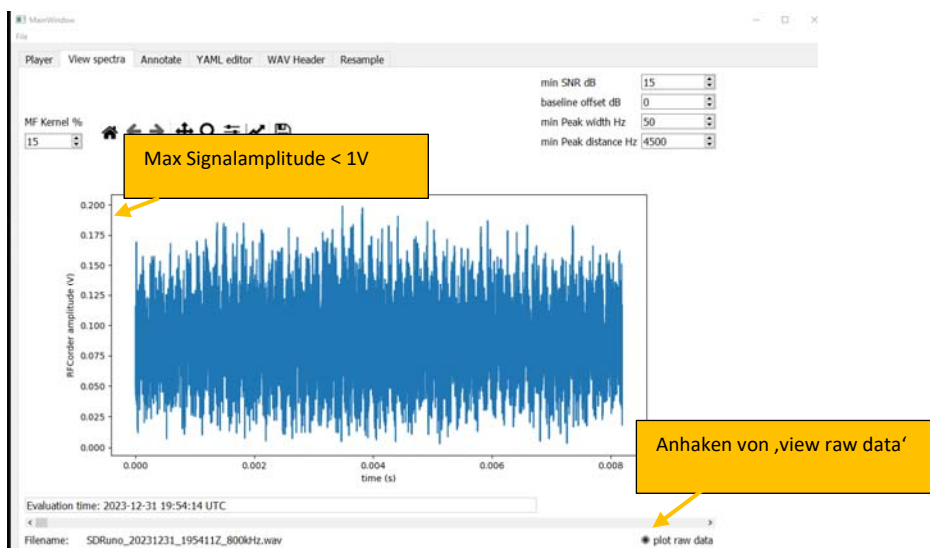 MainWindow
File
Player View spectra Annotate YAML editor WAV Header Resample
min SNR dB 15
baseline offset dB 0
MF Kernel %
min Peak width Hz 50
15
min Peak distance Hz 4500
Max Signalamplitude < 1V
0.200
0.175
0.150
0.125
0.100
0.075
0.050
0.025
0.000
RFCorder amplitude (V)
0.000 0.002 0.004 0.006 0.008
time (s)
Anhaken von ‚view raw data‘
Evaluation time: 2023-12-31 19:54:14 UTC
Filename: SDRuno_20231231_195411Z_800kHz.wav
plot raw data